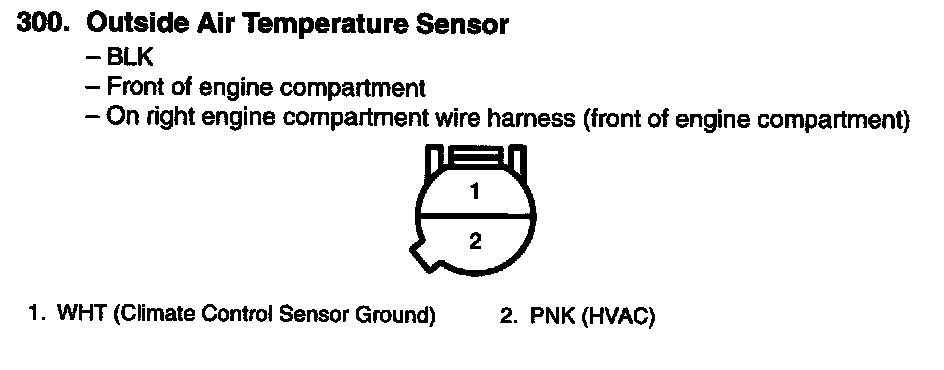 300. Outside Air Temperature Sensor
– BLK
– Front of engine compartment
– On right engine compartment wire harness (front of engine compartment)
1
2
1. WHT (Climate Control Sensor Ground) 2. PNK (HVAC)